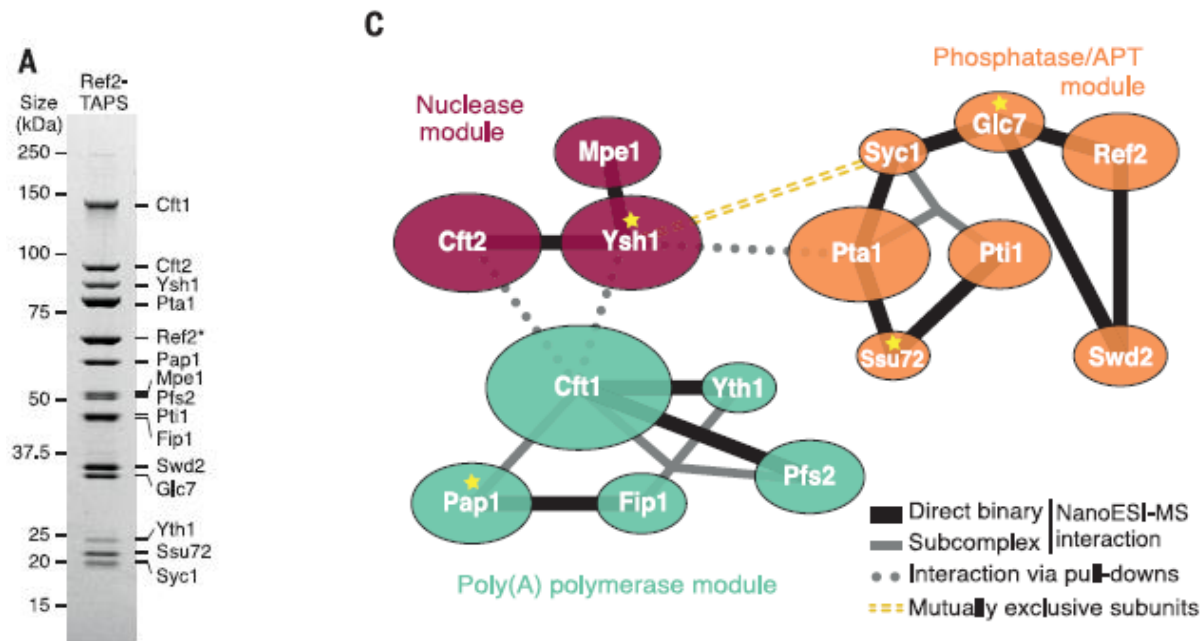 A
Ref2-
TAPS
Size
(kDa)
250
150
100
75
50
37.5
25
20
15
Cft1
Cft2
Ysh1
Pta1
Ref2*
Pap1
Mpe1
Pfs2
Pti1
Fip1
Swd2
Glc7
Yth1
Ssu72
Syc1
C
Nuclease
module
Mpe1
Cft2
Ysh1
Phosphatase/APT
module
Glc7
Syc1
Ref2
Pta1
Pti1
Ssu72
Swd2
Cft1
Yth1
Pfs2
Pap1
Fip1
Poly(A) polymerase module
Direct binary
Subcomplex
NanoESI-MS
interaction
Interaction via pull-downs
Mutually exclusive subunits